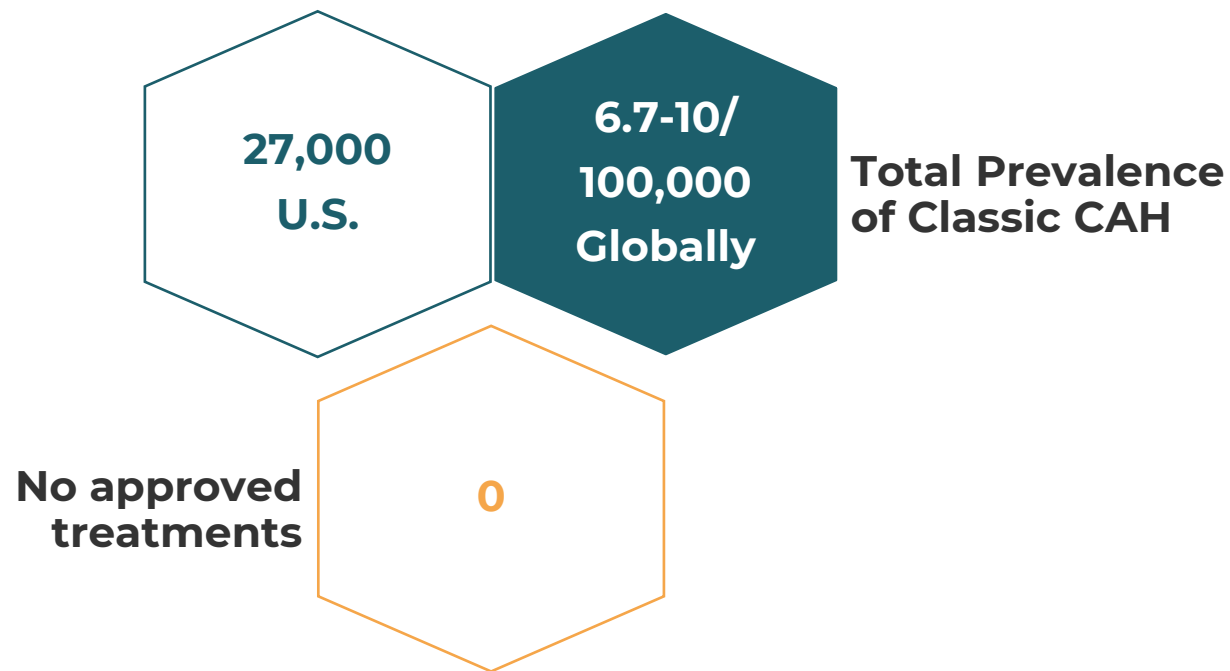 27,000
U.S.
6.7-10/
100,000
Globally
Total Prevalence
of Classic CAH
No approved
treatments
0